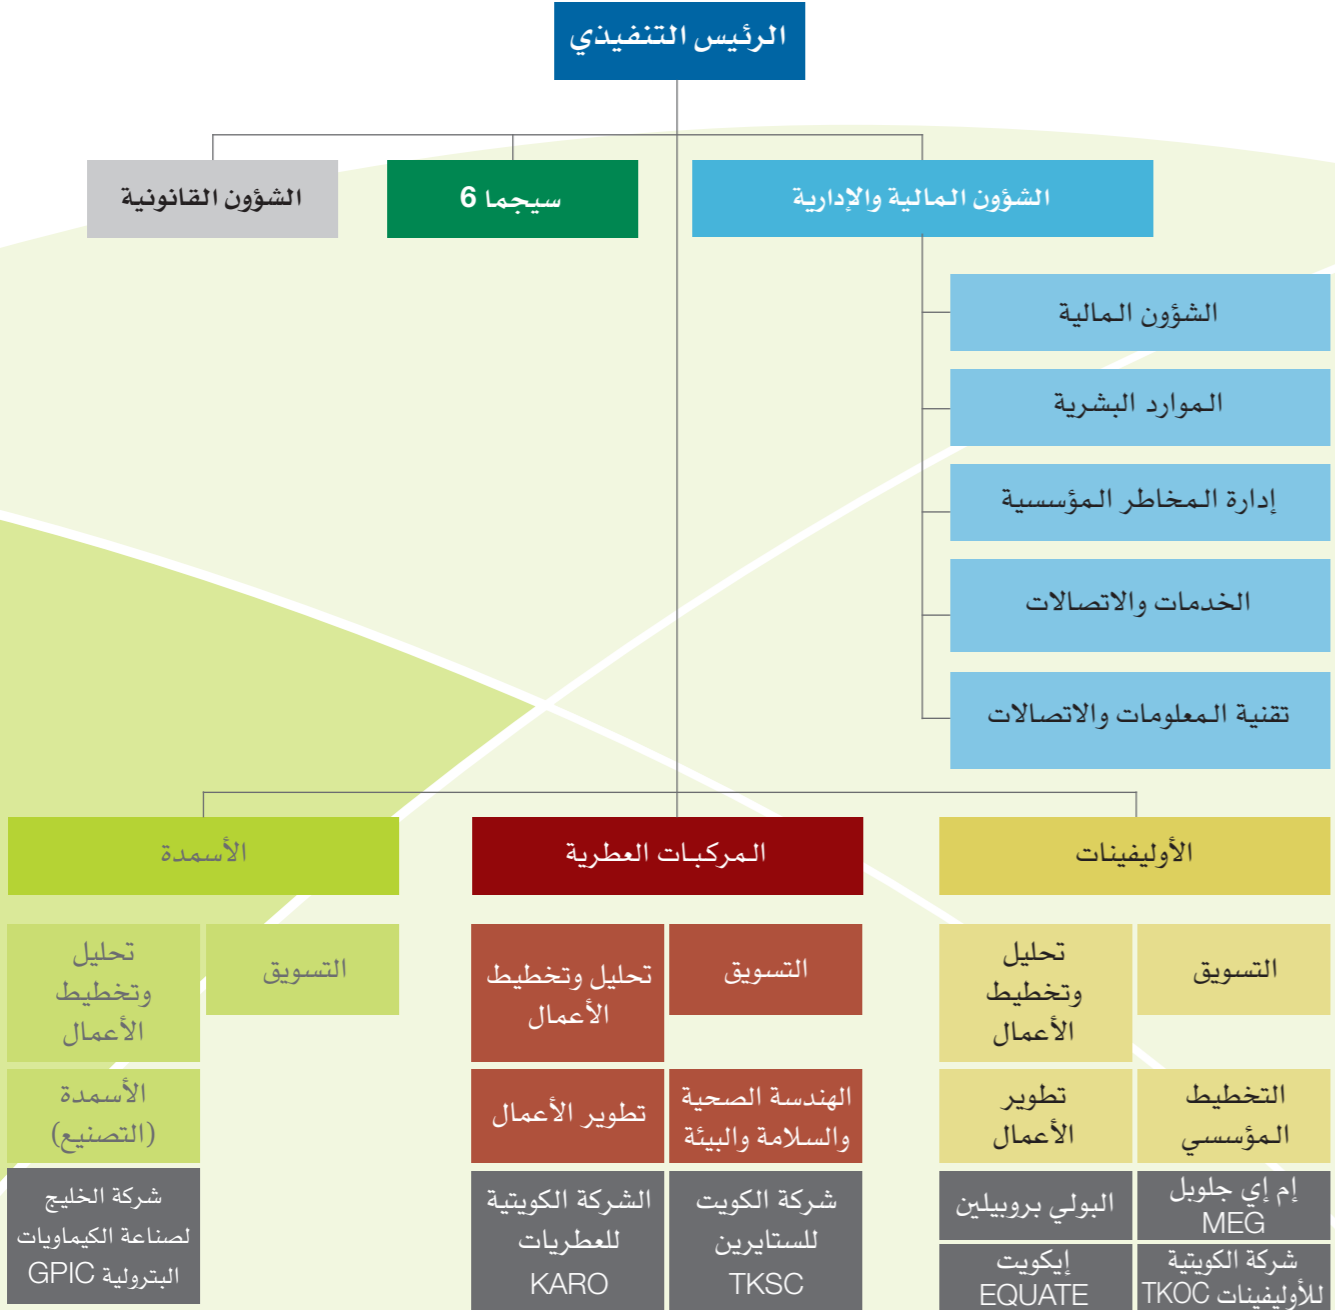 الرئيس التنفيذي
الشؤون المالية والإدارية
سيجما 6
الشؤون القانونية
الشؤون المالية
الموارد البشرية
إدارة المخاطر المؤسسية
الخدمات والاتصالات
تقنية المعلومات والاتصالات
الأوليفينات
التسويق
تحليل
وتخطيط
الأعمال
التخطيط
المؤسسي
تطوير
الأعمال
إم إي جلوبل
MEG
البولي بروبيلين
شركة الكويتية
للأوليفينات TKOC
إيكويت
EQUATE
المركبات العطرية
التسويق
تحليل وتخطيط
الأعمال
الهندسة الصحية
والسلامة والبيئة
تطوير الأعمال
شركة الكويت
للستايرين
TKSC
الشركة الكويتية
للعطريات
KARO
الأسمدة
التسويق
تحليل
وتخطيط
الأعمال
الأسمدة
(التصنيع)
شركة الخليج
لصناعة الكيماويات
البترولية GPIC